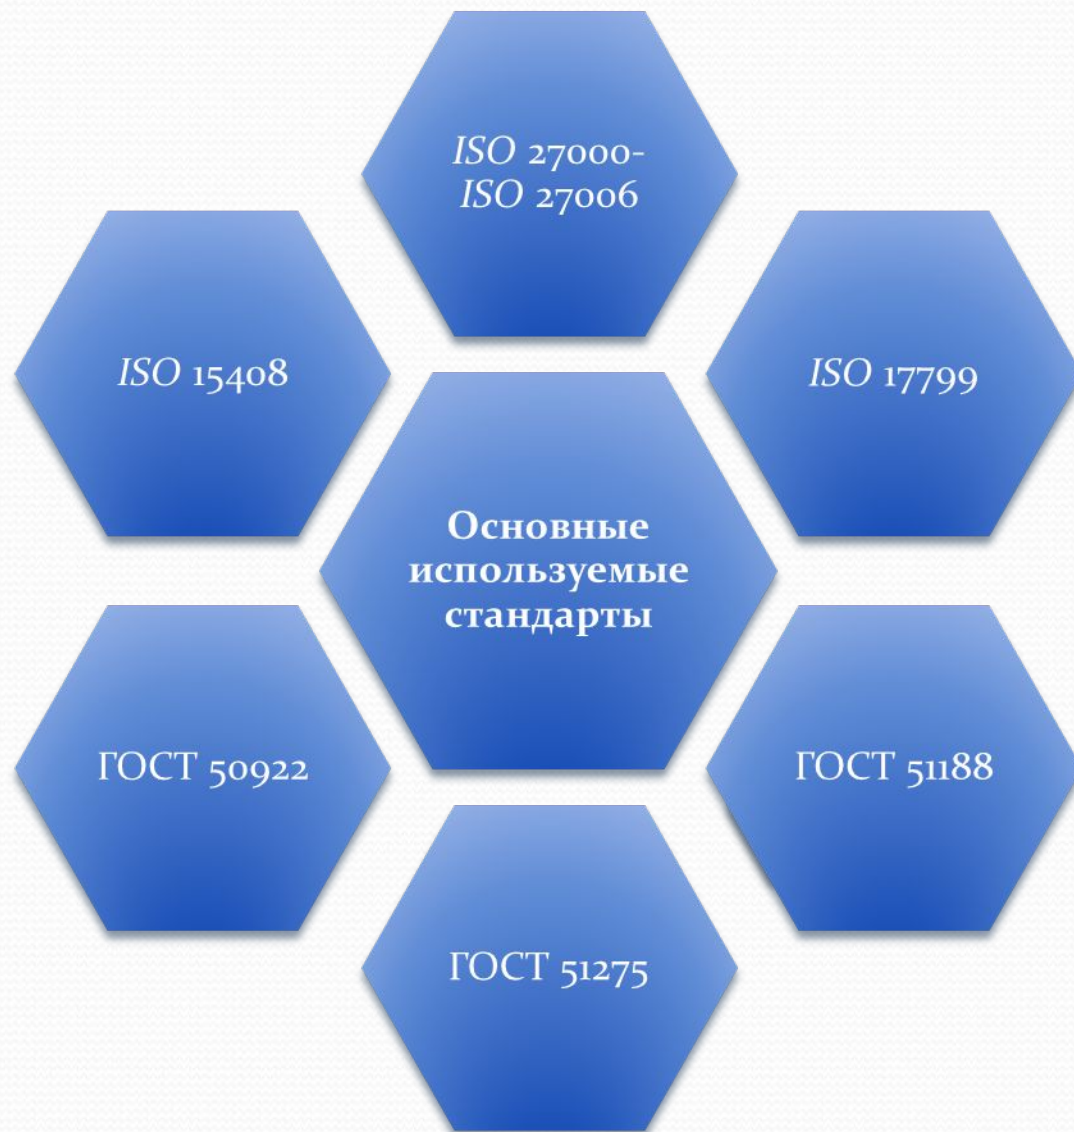 ISO 27000-
ISO 27006
ISO 15408
ISO 17799
Основные
используемые
стандарты
ГОСТ 50922
ГОСТ 51188
ГОСТ 51275